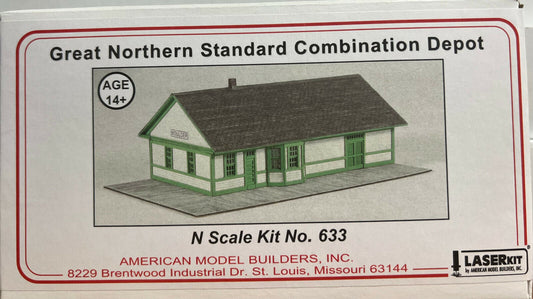 Great Northern Standard Combination Depot
AGE
14+
N Scale Kit No. 633
AMERICAN MODEL BUILDERS, INC.
8229 Brentwood Industrial Dr. St. Louis, Missouri 63144
LASERKIT®
by AMERICAN MODEL BUILDERS, INC.